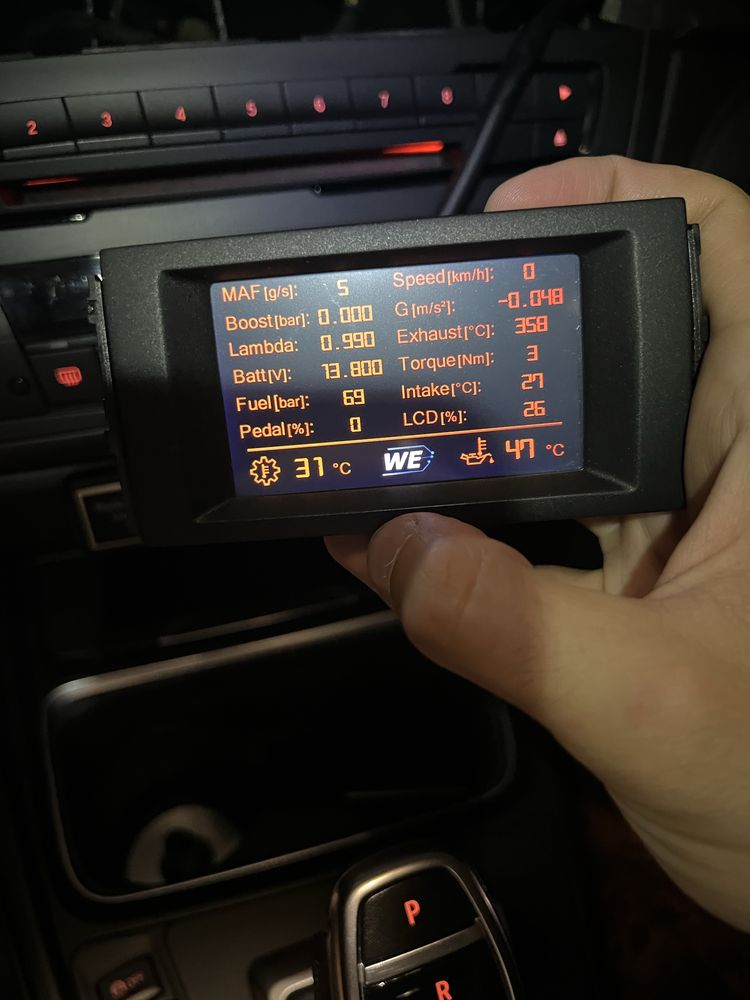 2 3 4 5 6 7 8
MAF[g/s]: 5
Boost[bar]: 0.000
Lambda: 0.990
Batt[V]: 13.800
Fuel[bar]: 69
Pedal[%]: 0
Speed[km/h]: 0
G[m/s²]: -0.048
Exhaust[°C]: 358
Torque[Nm]: 3
Intake[°C]: 27
LCD[%]: 26
31 °C WE 47 °C
P
R
OFF